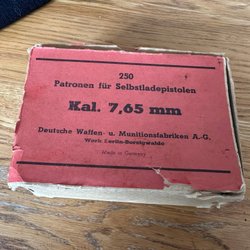 250
Patronen für Selbstladepistolen
Kal. 7,65 mm
Deutsche Waffen- u. Munitionsfabriken A.-G.
Werk Berlin-Borsigwalde
Made in Germany